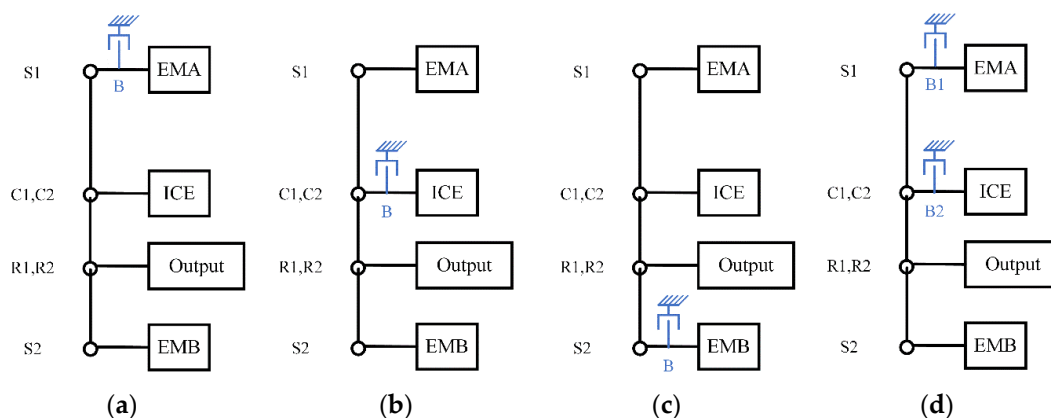 S1 EMA
B
C1,C2 ICE
R1,R2 Output
S2 EMB
(a)
S1 EMA
C1,C2 ICE
B
R1,R2 Output
S2 EMB
(b)
S1 EMA
C1,C2 ICE
R1,R2 Output
S2 EMB
B
(c)
S1 EMA
B1
C1,C2 ICE
B2
R1,R2 Output
S2 EMB
(d)